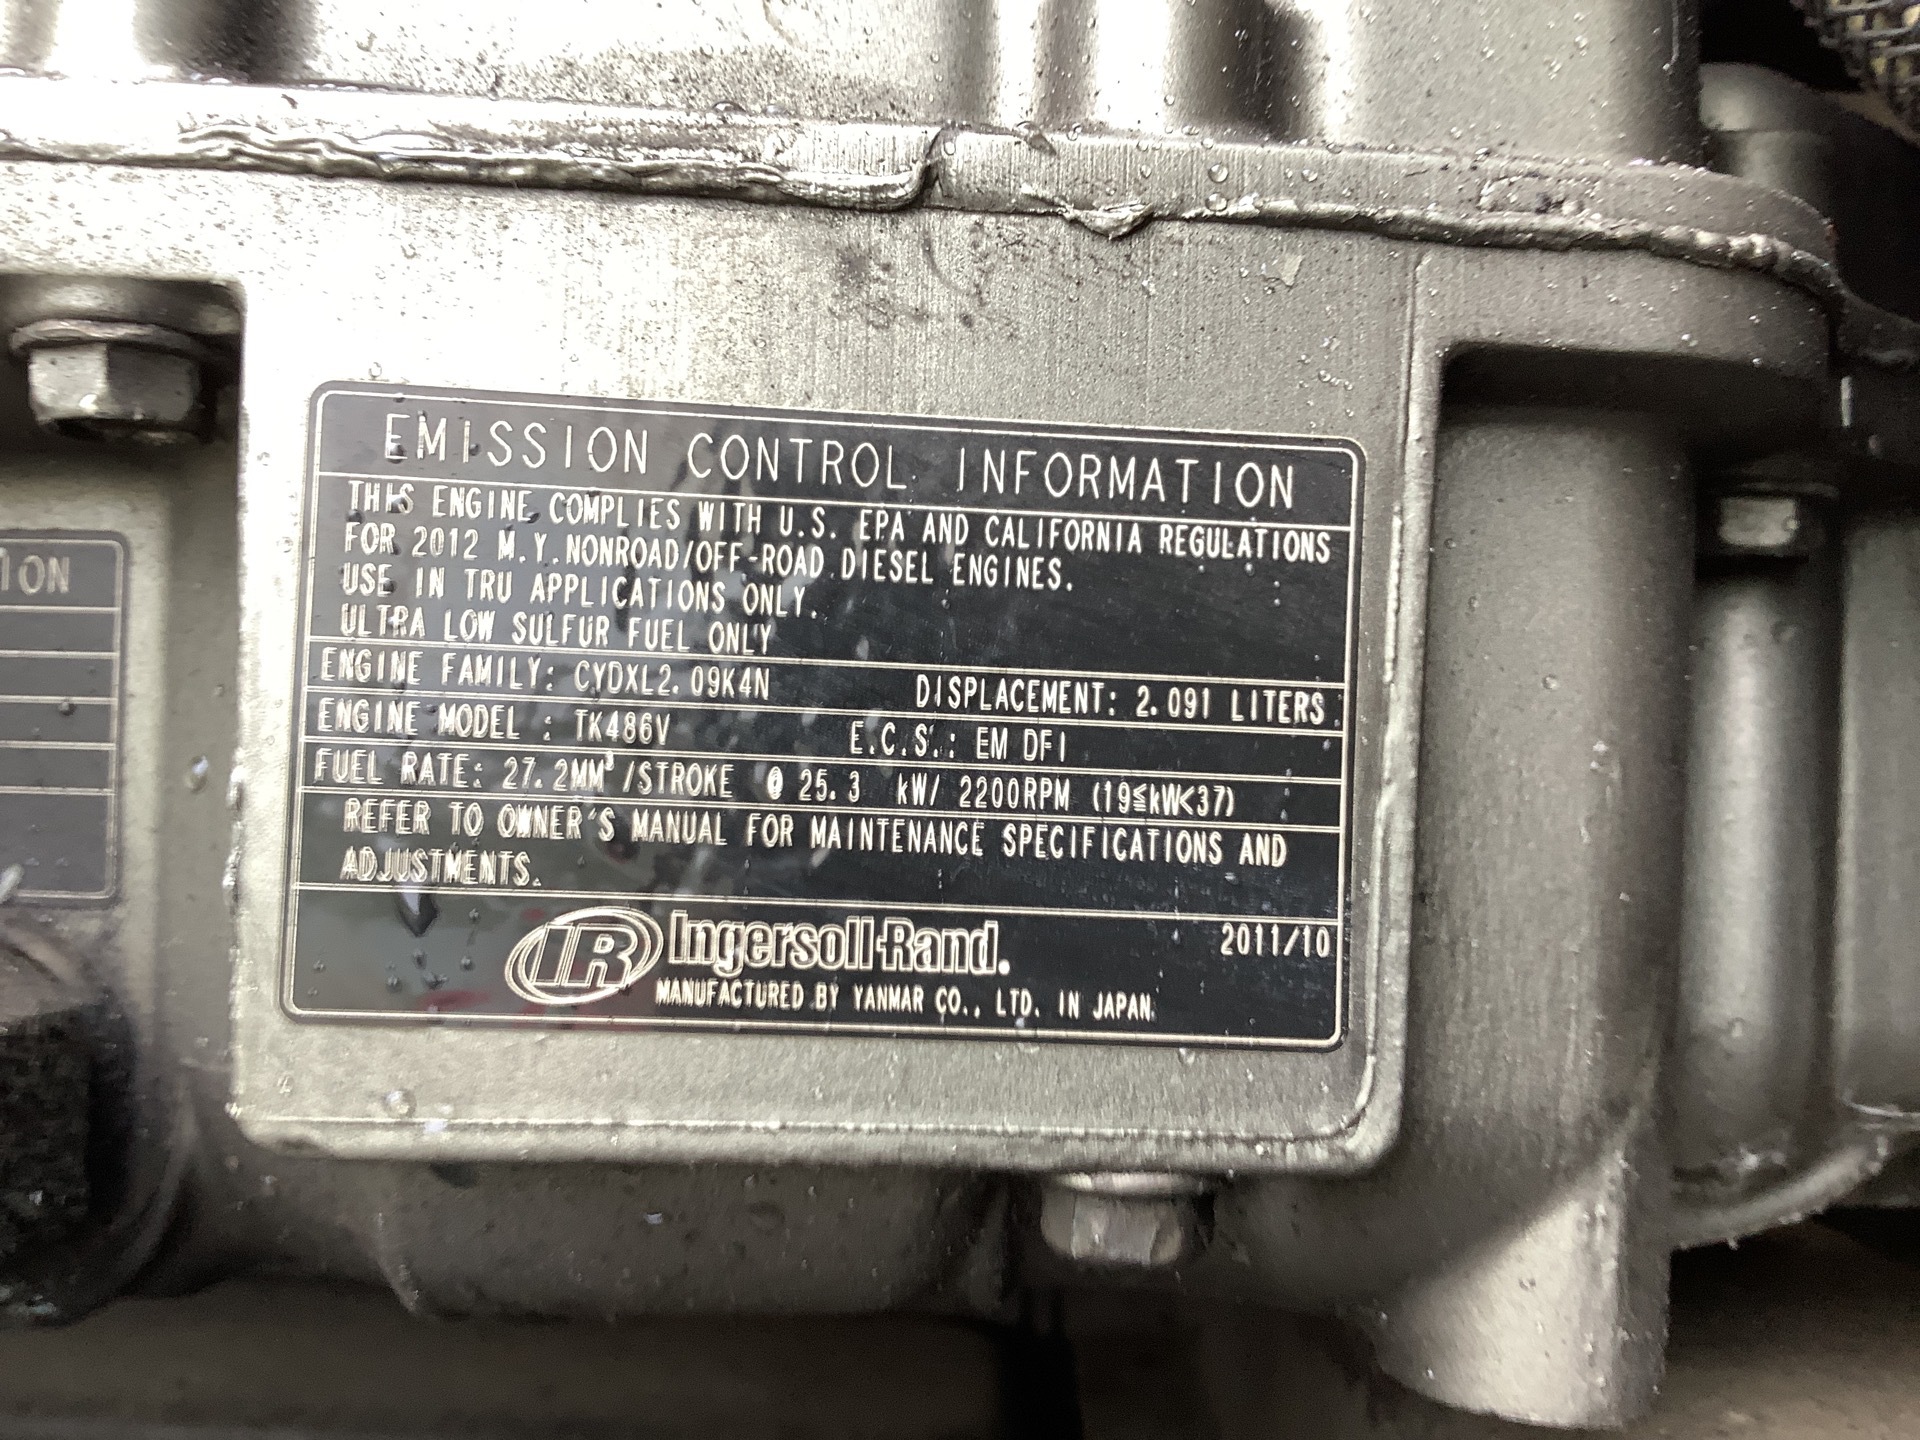 EMISSION CONTROL INFORMATION
THIS ENGINE COMPLIES WITH U.S. EPA AND CALIFORNIA REGULATIONS
FOR 2012 M.Y. NONROAD/OFF-ROAD DIESEL ENGINES.
USE IN TRU APPLICATIONS ONLY.
ULTRA LOW SULFUR FUEL ONLY
ENGINE FAMILY: CYDXL2.09K4N DISPLACEMENT: 2.091 LITERS
ENGINE MODEL : TK486V E.C.S.: EM DFI
FUEL RATE: 27.2MM³/STROKE @ 25.3 kW/ 2200RPM (19≦kW<37)
REFER TO OWNER'S MANUAL FOR MAINTENANCE SPECIFICATIONS AND
ADJUSTMENTS.
IR Ingersoll-Rand. 2011/10
MANUFACTURED BY YANMAR CO., LTD. IN JAPAN.